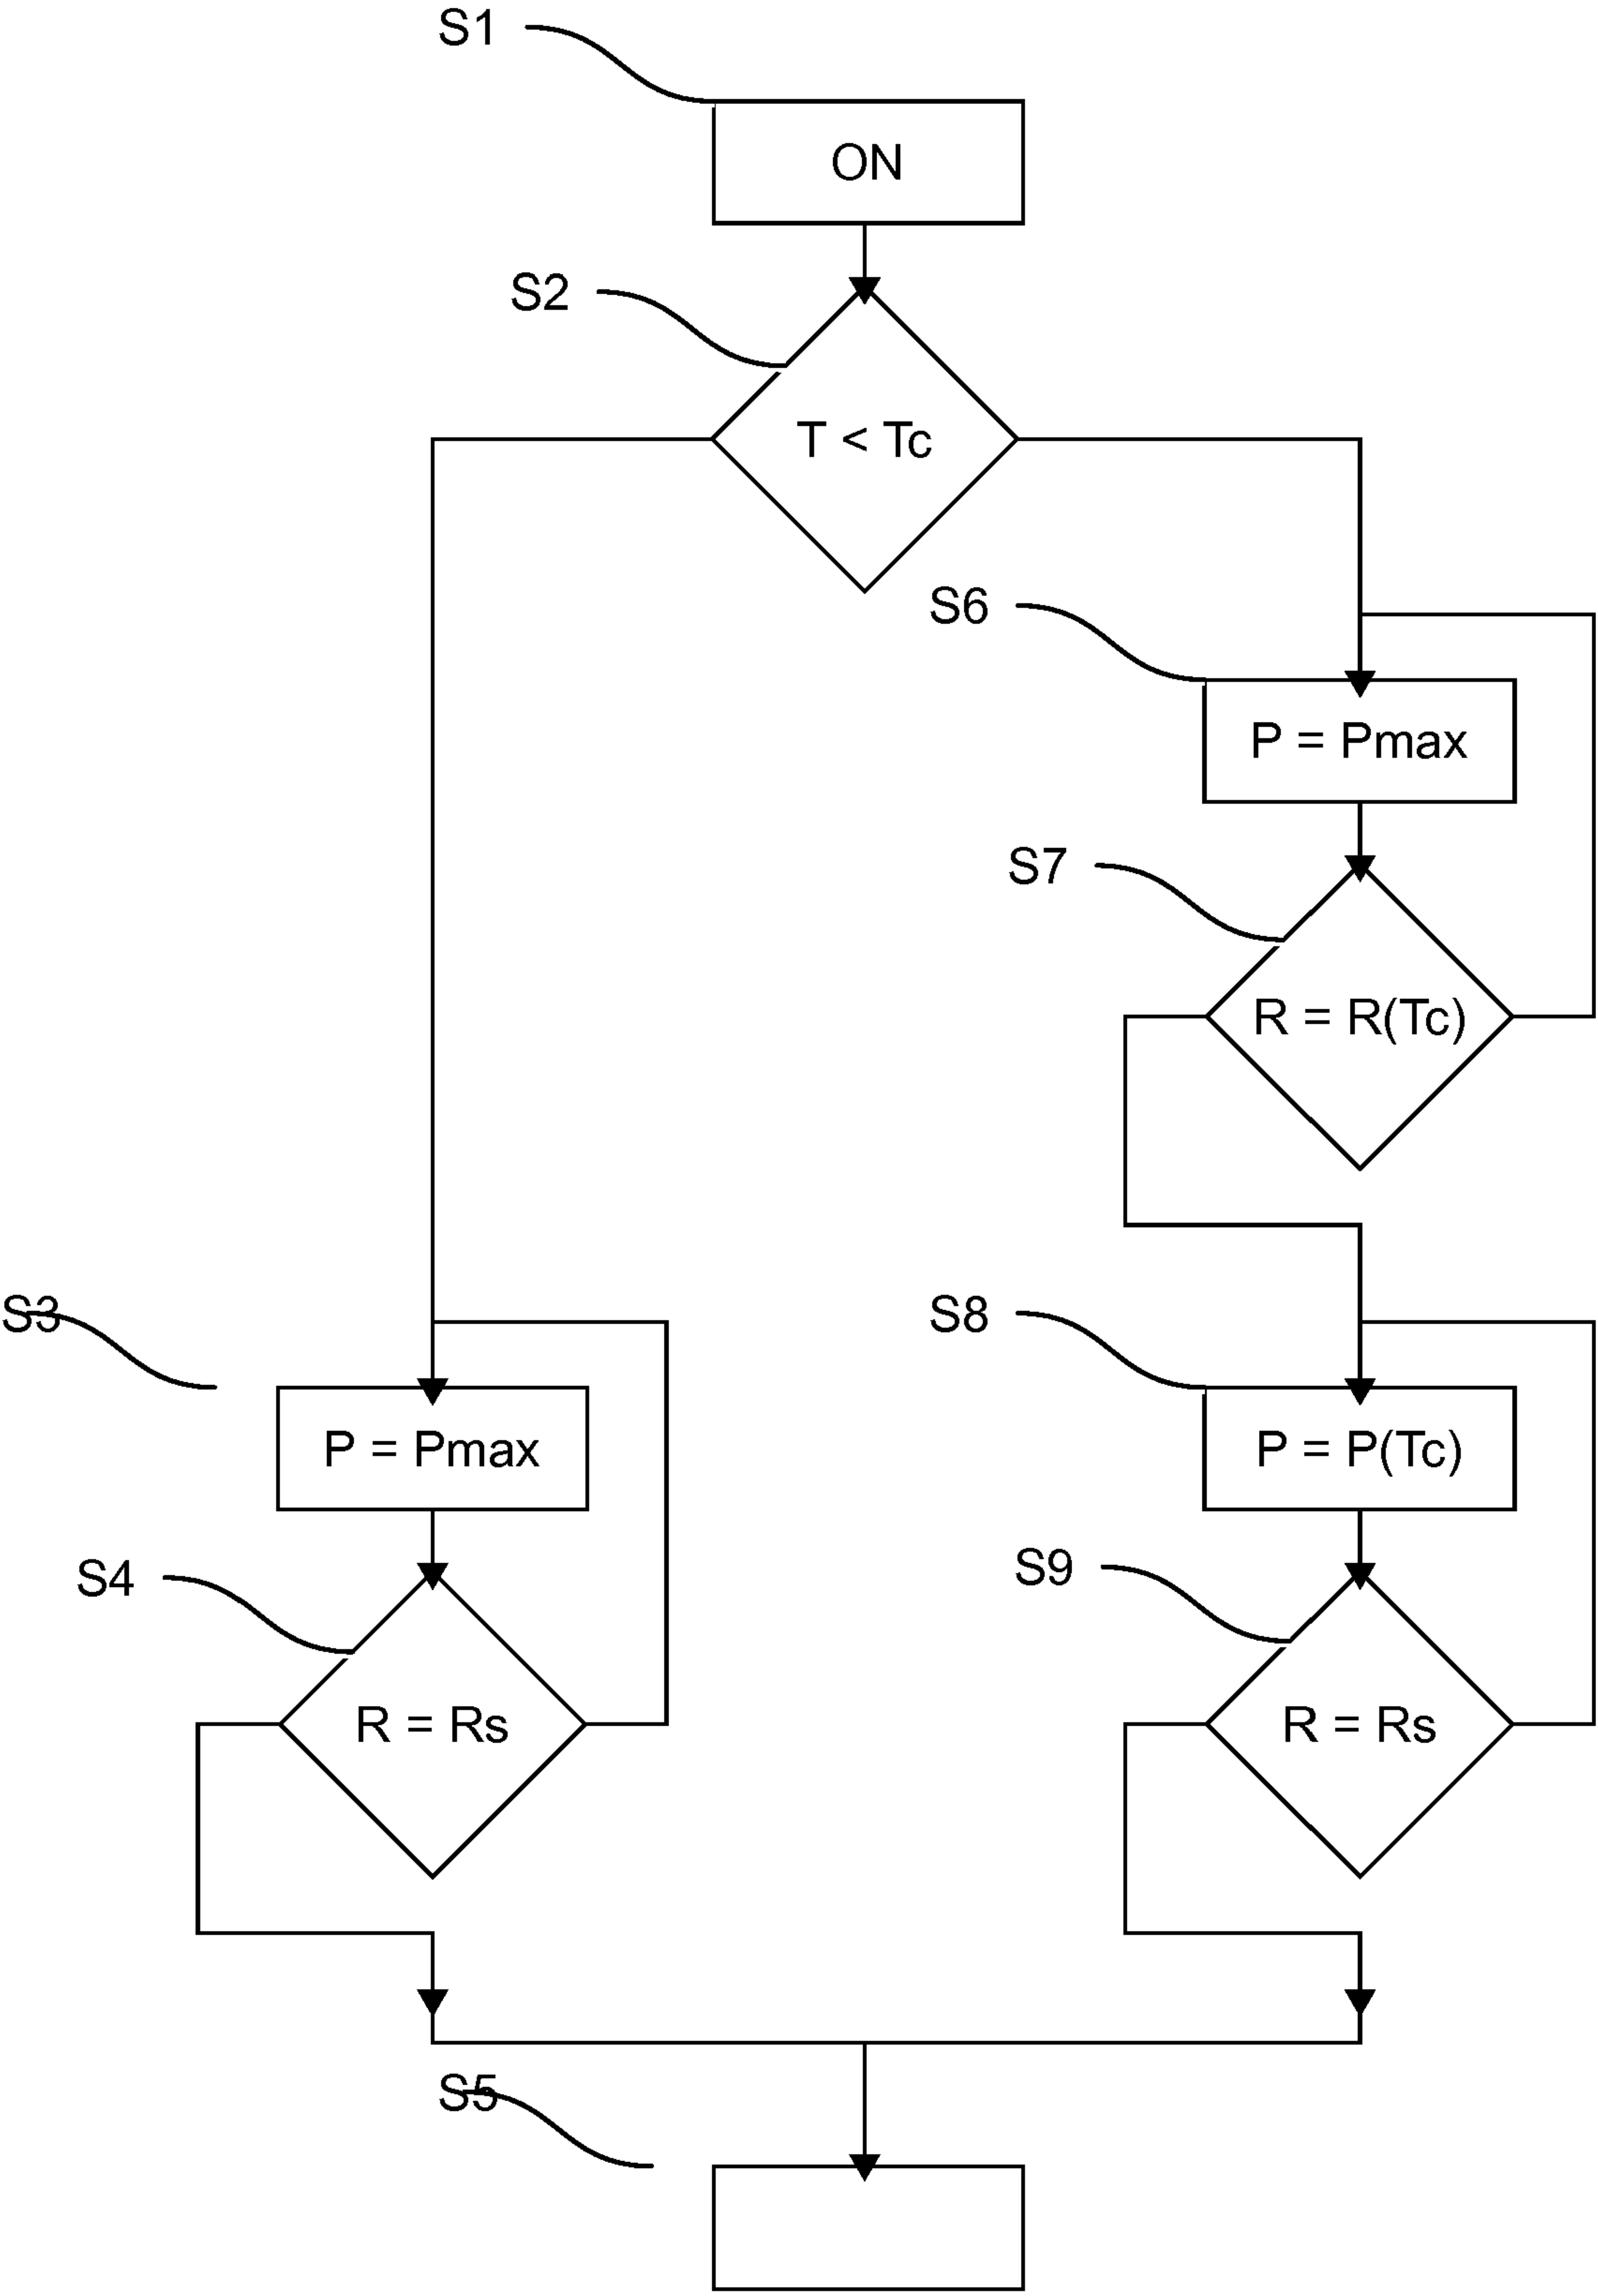 S1
ON
S2
T < Tc
S6
P = Pmax
S7
R = R(Tc)
S3
S8
P = Pmax
P = P(Tc)
S4
S9
R = Rs
R = Rs
S5